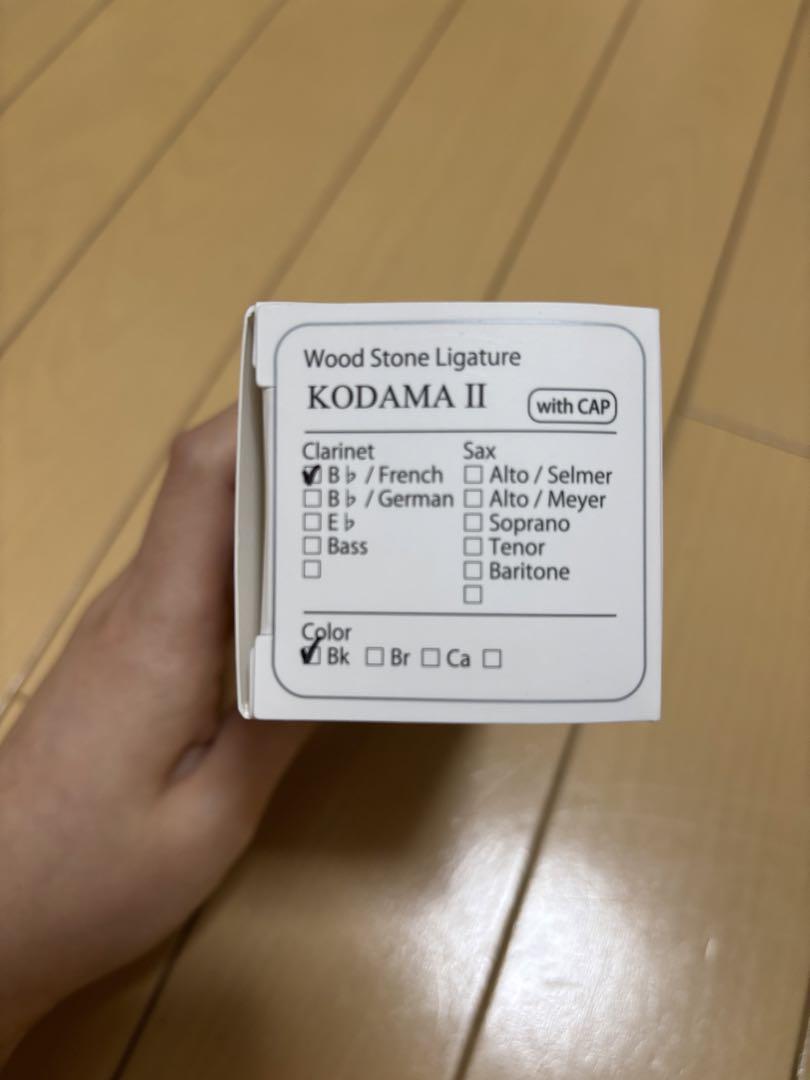 Wood Stone Ligature
KODAMA II
with CAP
Clarinet
☑ B♭ / French
☐ B♭ / German
☐ E♭
☐ Bass
☐
Sax
☐ Alto / Selmer
☐ Alto / Meyer
☐ Soprano
☐ Tenor
☐ Baritone
☐
Color
☑ Bk ☐ Br ☐ Ca ☐